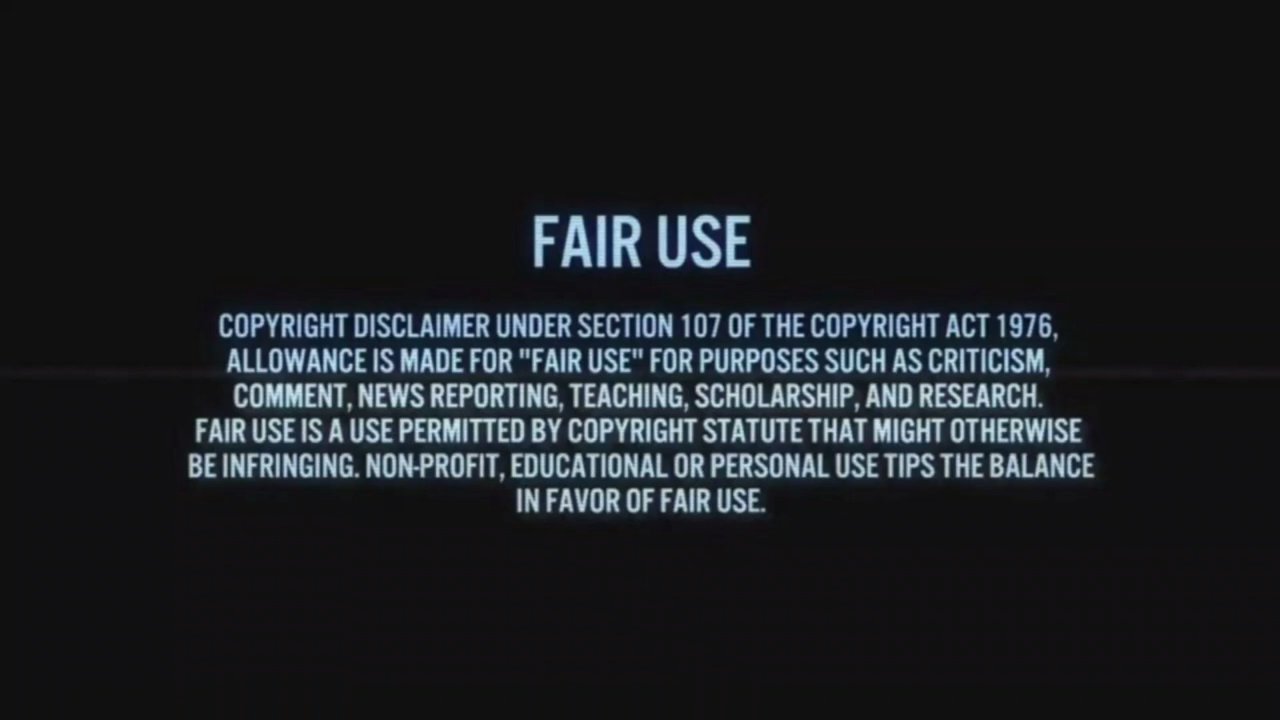 FAIR USE
COPYRIGHT DISCLAIMER UNDER SECTION 107 OF THE COPYRIGHT ACT 1976,
ALLOWANCE IS MADE FOR "FAIR USE" FOR PURPOSES SUCH AS CRITICISM,
COMMENT, NEWS REPORTING, TEACHING, SCHOLARSHIP, AND RESEARCH.
FAIR USE IS A USE PERMITTED BY COPYRIGHT STATUTE THAT MIGHT OTHERWISE
BE INFRINGING. NON-PROFIT, EDUCATIONAL OR PERSONAL USE TIPS THE BALANCE
IN FAVOR OF FAIR USE.